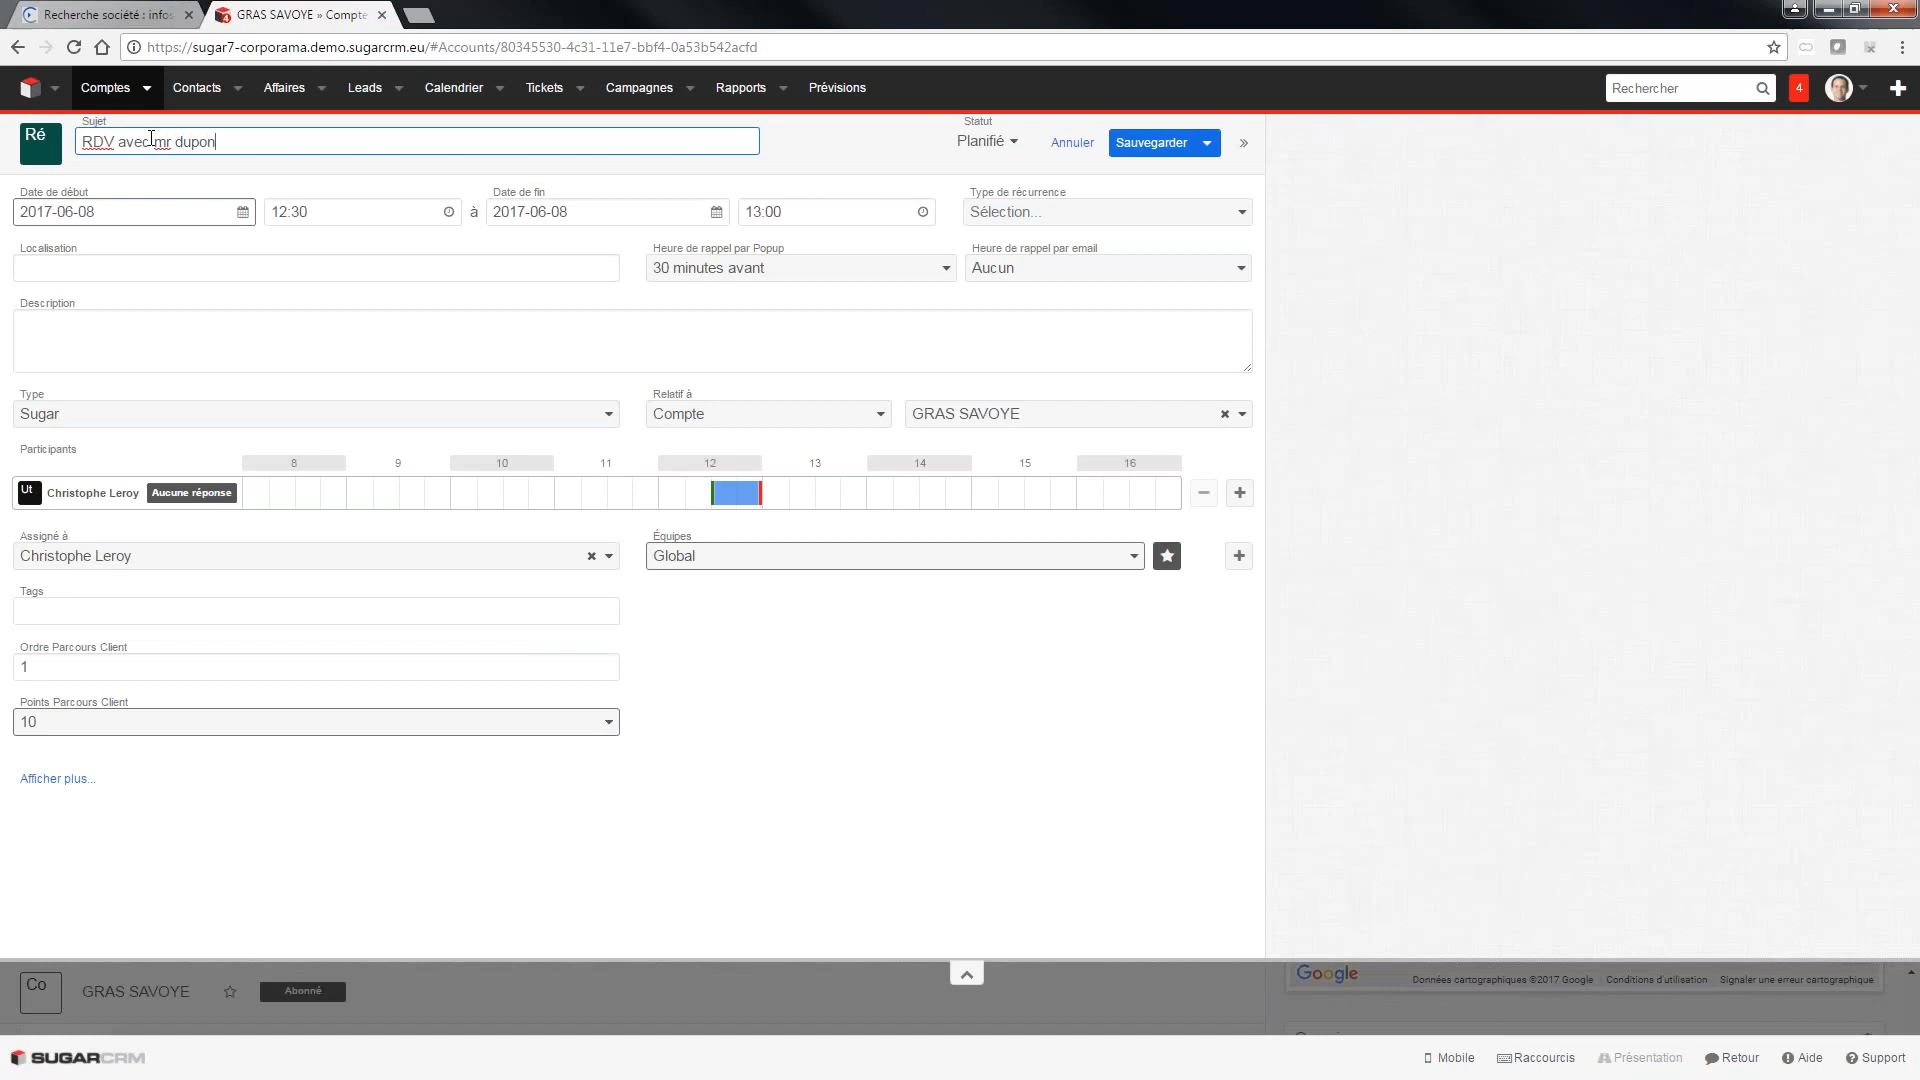 Recherche société : infos
GRAS SAVOYE » Compte
https://sugar7-corporama.demo.sugarcrm.eu/#Accounts/80345530-4c31-11e7-bbf4-0a53b542acfd
Comptes Contacts Affaires Leads Calendrier Tickets Campagnes Rapports Prévisions Rechercher 4
Sujet Statut
Ré RDV avec mr dupon Planifié Annuler Sauvegarder »
Date de début Date de fin Type de récurrence
2017-06-08 12:30 à 2017-06-08 13:00 Sélection...
Localisation Heure de rappel par Popup Heure de rappel par email
30 minutes avant Aucun
Description
Type Relatif à
Sugar Compte GRAS SAVOYE
Participants
8 9 10 11 12 13 14 15 16
Ut Christophe Leroy Aucune réponse
Assigné à Équipes
Christophe Leroy Global
Tags
Ordre Parcours Client
1
Points Parcours Client
10
Afficher plus...
Google Données cartographiques ©2017 Google Conditions d'utilisation Signaler une erreur cartographique
Co GRAS SAVOYE Abonné
SUGARCRM Mobile Raccourcis Présentation Retour Aide Support